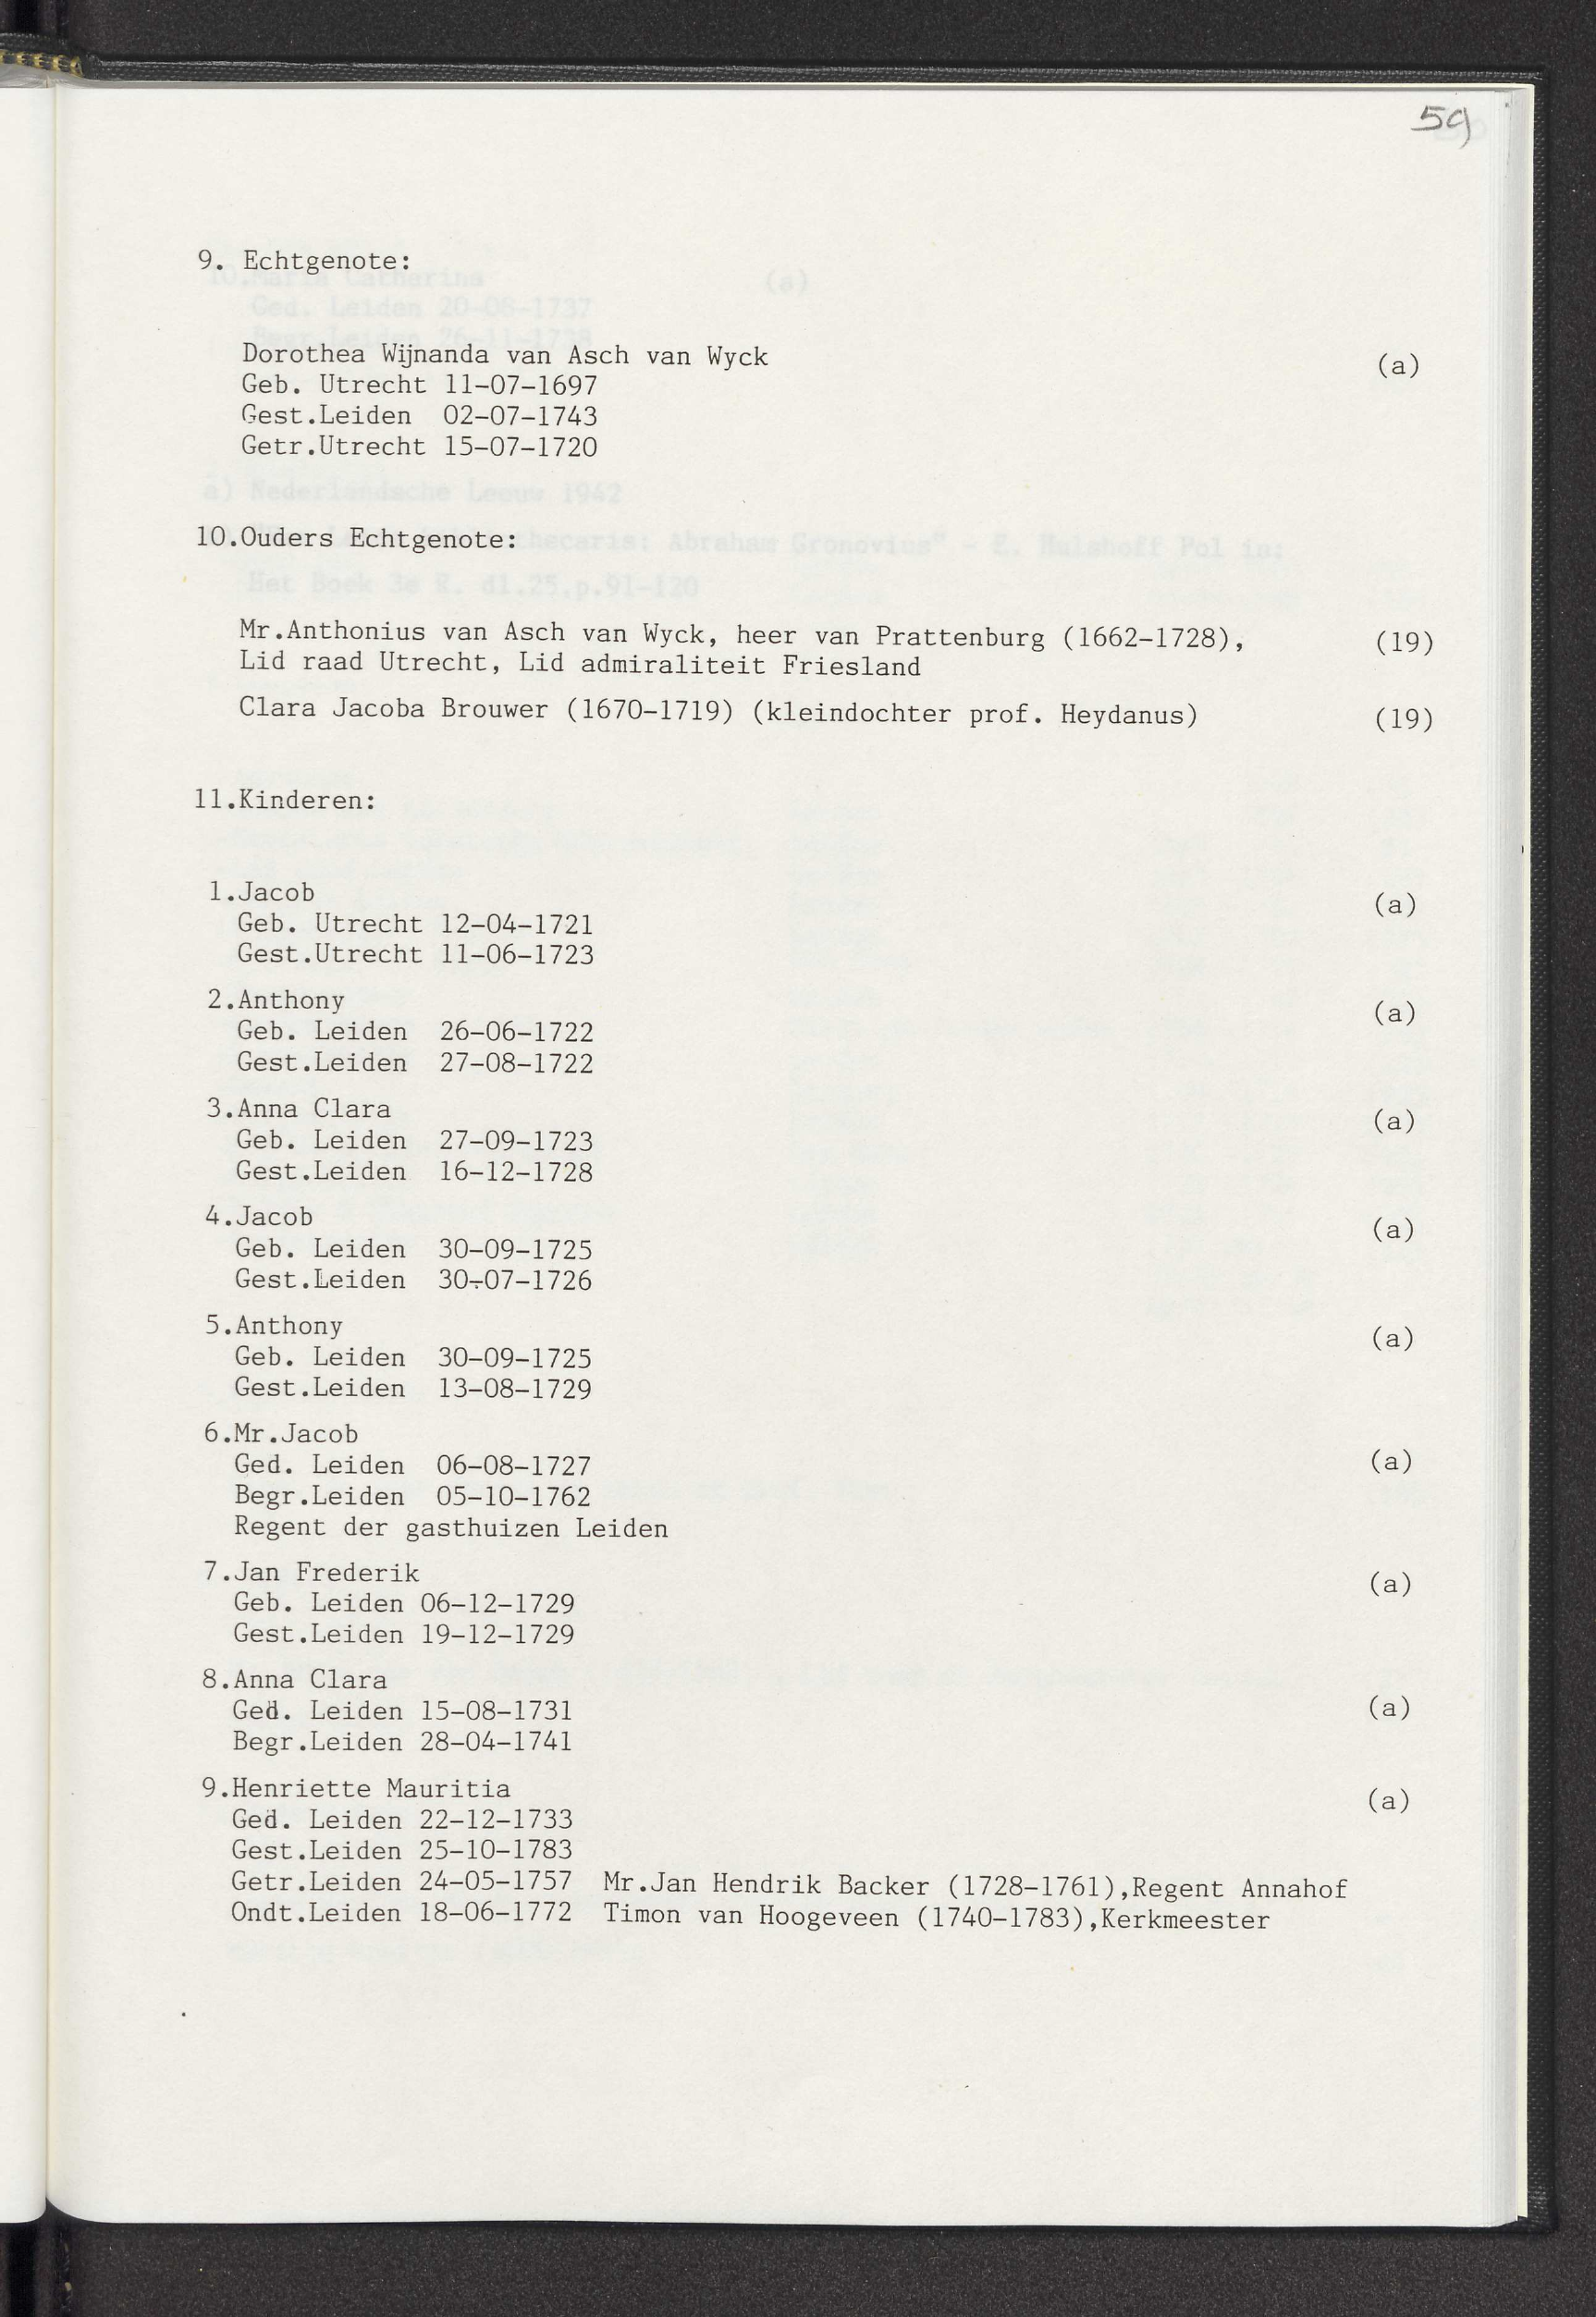 59
9. Echtgenote:
Dorothea Wijnanda van Asch van Wyck (a)
Geb. Utrecht 11-07-1697
Gest.Leiden 02-07-1743
Getr.Utrecht 15-07-1720
10.Ouders Echtgenote:
Mr.Anthonius van Asch van Wyck, heer van Prattenburg (1662-1728), (19)
Lid raad Utrecht, Lid admiraliteit Friesland
Clara Jacoba Brouwer (1670-1719) (kleindochter prof. Heydanus) (19)
11.Kinderen:
1.Jacob (a)
Geb. Utrecht 12-04-1721
Gest.Utrecht 11-06-1723
2.Anthony (a)
Geb. Leiden 26-06-1722
Gest.Leiden 27-08-1722
3.Anna Clara (a)
Geb. Leiden 27-09-1723
Gest.Leiden 16-12-1728
4.Jacob (a)
Geb. Leiden 30-09-1725
Gest.Leiden 30-07-1726
5.Anthony (a)
Geb. Leiden 30-09-1725
Gest.Leiden 13-08-1729
6.Mr.Jacob
Ged. Leiden 06-08-1727 (a)
Begr.Leiden 05-10-1762
Regent der gasthuizen Leiden
7.Jan Frederik (a)
Geb. Leiden 06-12-1729
Gest.Leiden 19-12-1729
8.Anna Clara
Ged. Leiden 15-08-1731 (a)
Begr.Leiden 28-04-1741
9.Henriette Mauritia (a)
Ged. Leiden 22-12-1733
Gest.Leiden 25-10-1783
Getr.Leiden 24-05-1757 Mr.Jan Hendrik Backer (1728-1761),Regent Annahof
Ondt.Leiden 18-06-1772 Timon van Hoogeveen (1740-1783),Kerkmeester